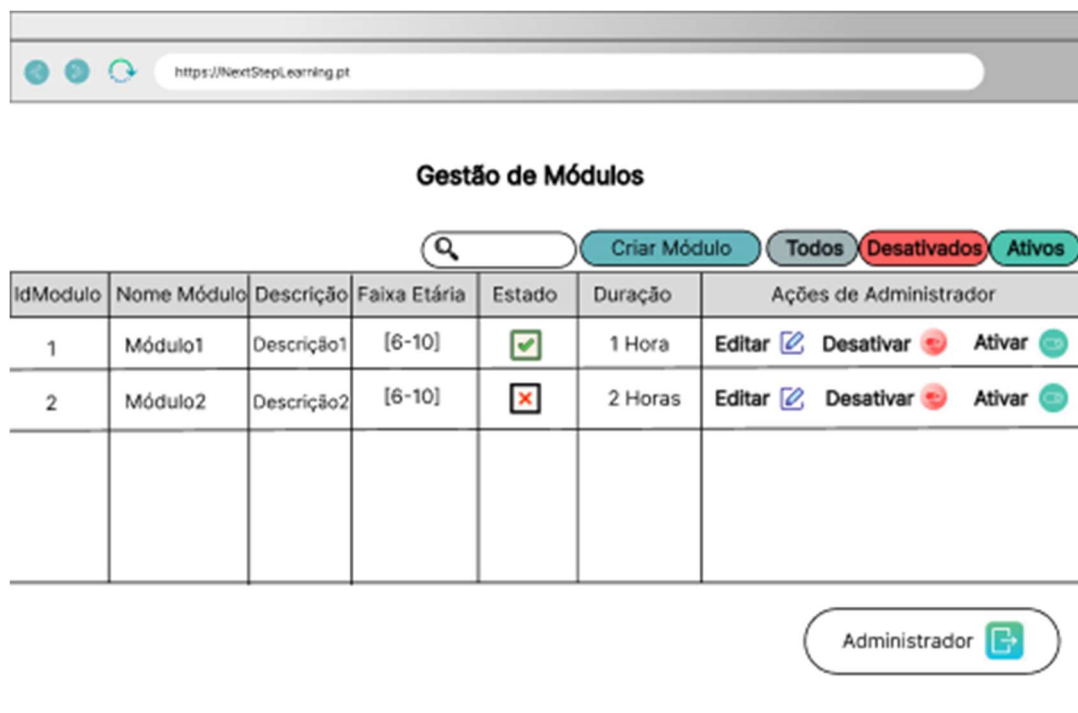 https://NextStepLearning.pt
Gestão de Módulos
Criar Módulo Todos Desativados Ativos
IdModulo Nome Módulo Descrição Faixa Etária Estado Duração Ações de Administrador
1 Módulo1 Descrição1 [6-10] 1 Hora Editar Desativar Ativar
2 Módulo2 Descrição2 [6-10] 2 Horas Editar Desativar Ativar
Administrador